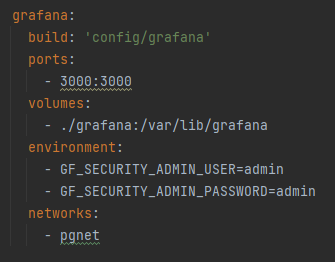 grafana:
  build: 'config/grafana'
  ports:
    - 3000:3000
  volumes:
    - ./grafana:/var/lib/grafana
  environment:
    - GF_SECURITY_ADMIN_USER=admin
    - GF_SECURITY_ADMIN_PASSWORD=admin
  networks:
    - pgnet